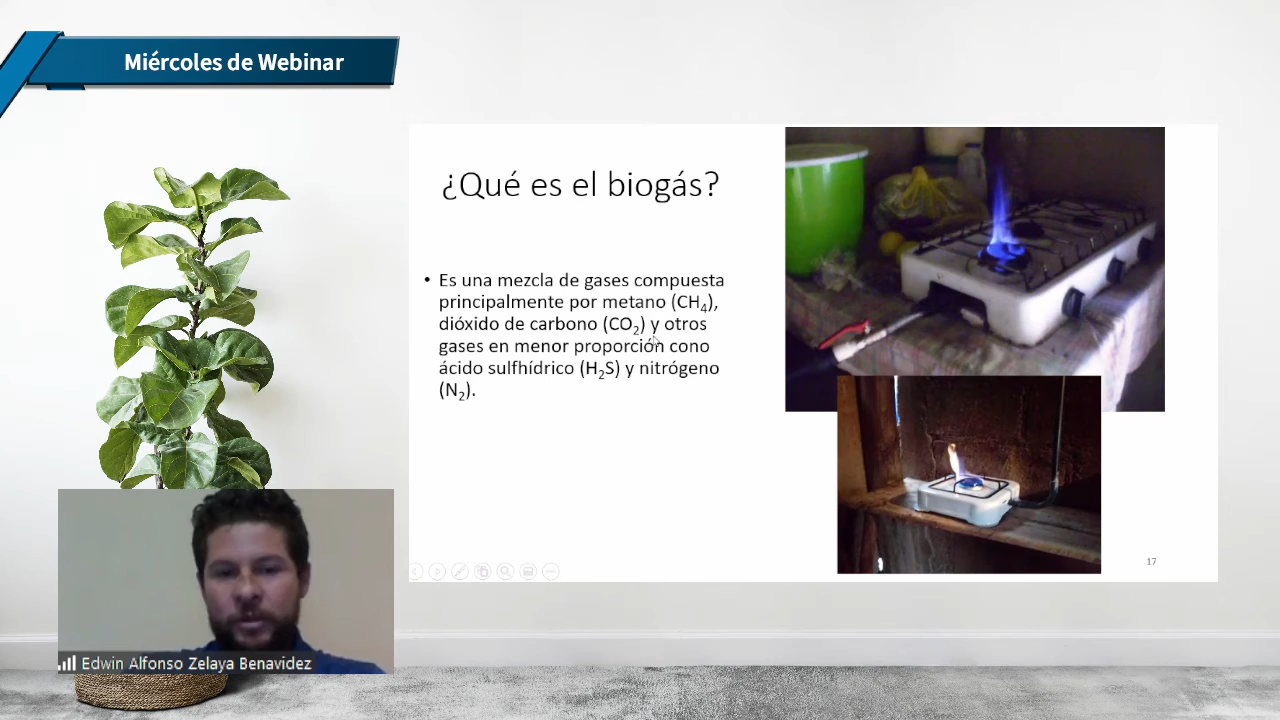 Miércoles de Webinar
¿Qué es el biogás?
• Es una mezcla de gases compuesta
principalmente por metano (CH₄),
dióxido de carbono (CO₂) y otros
gases en menor proporción cono
ácido sulfhídrico (H₂S) y nitrógeno
(N₂).
17
Edwin Alfonso Zelaya Benavidez